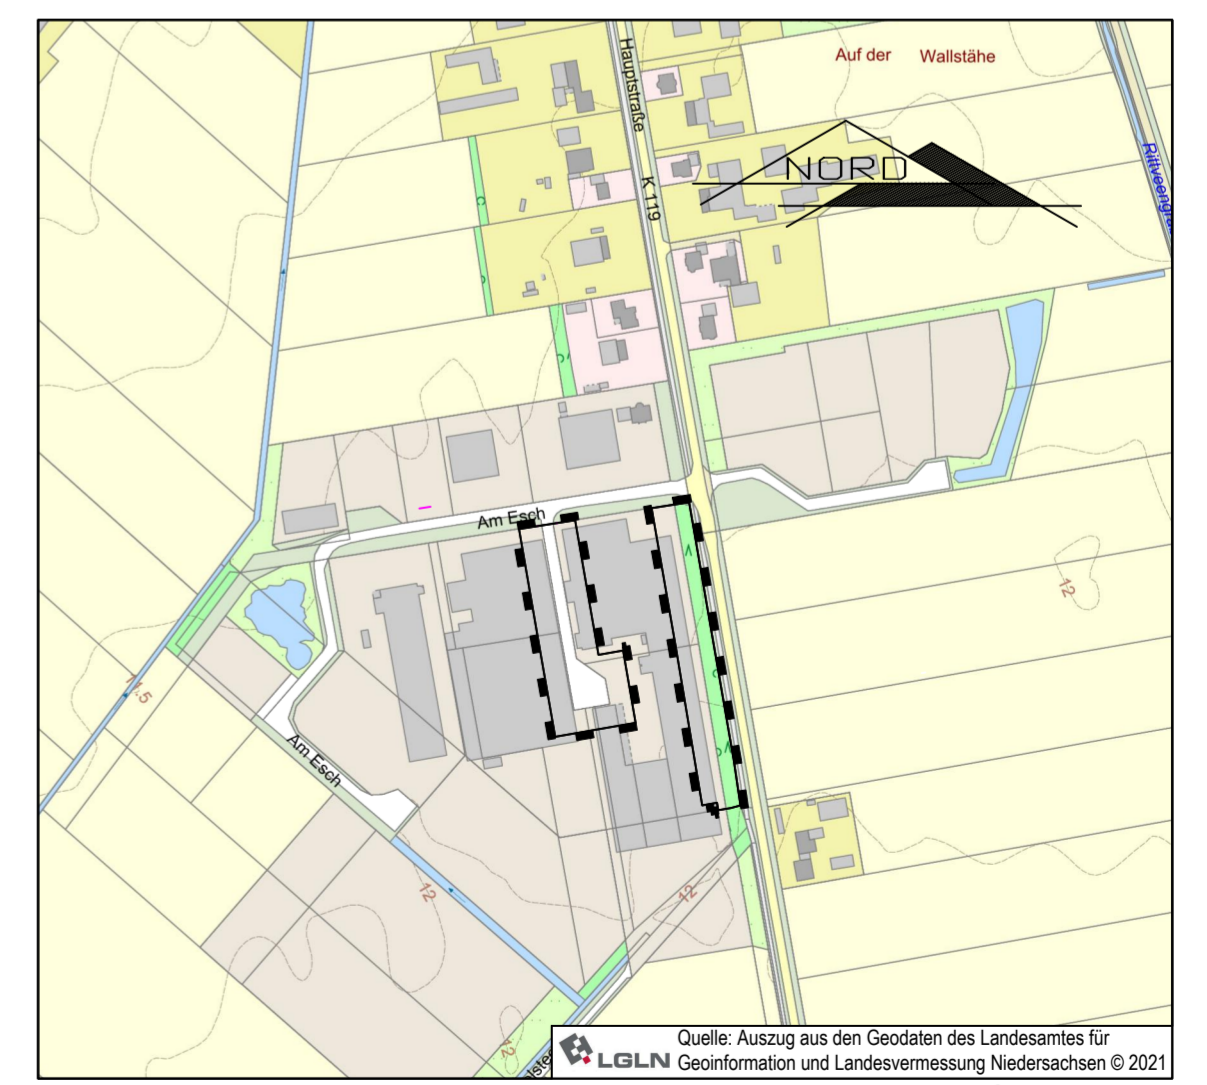 Hauptstraße
Auf der Wallstähe
NORD
K 119
Am Esch
12
11.5
Am Esch
12
12
12
LGLN
Quelle: Auszug aus den Geodaten des Landesamtes für
Geoinformation und Landesvermessung Niedersachsen © 2021